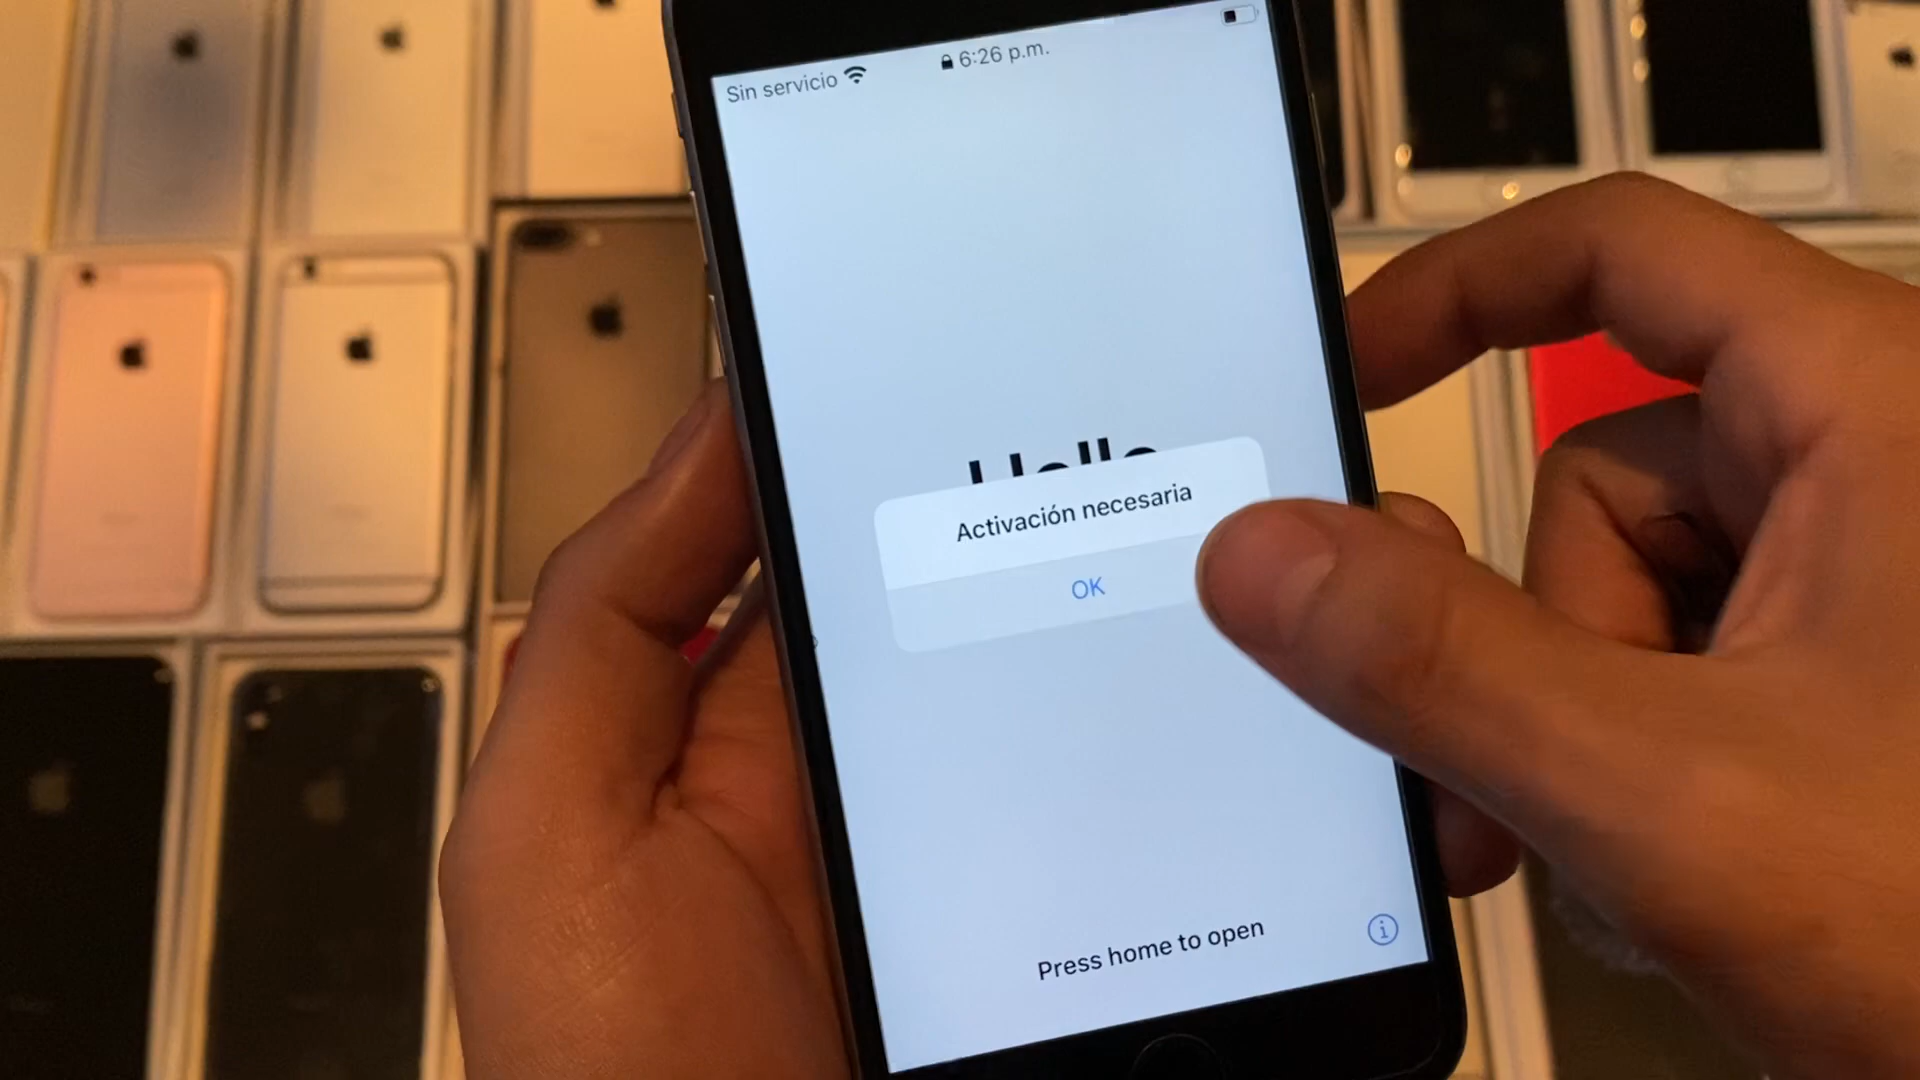 Sin servicio
6:26 p.m.
Activación necesaria
OK
Press home to open